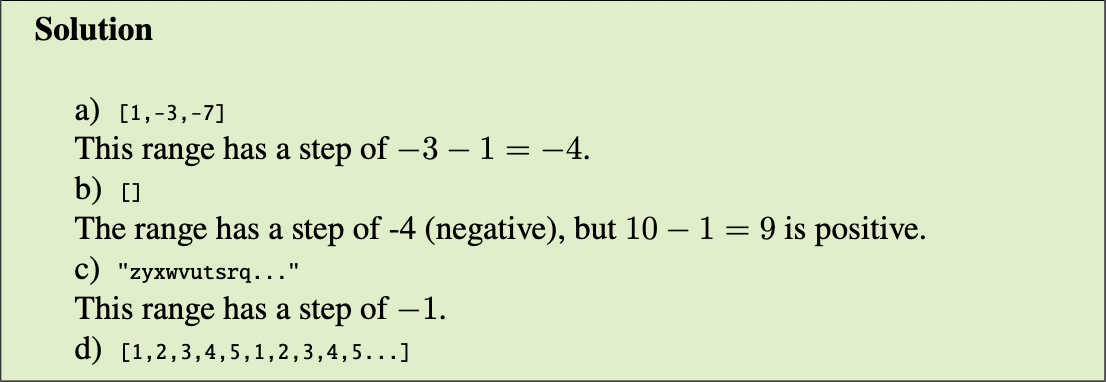 Solution
a) [1,-3,-7]
This range has a step of −3 − 1 = −4.
b) []
The range has a step of -4 (negative), but 10 − 1 = 9 is positive.
c) "zyxwvutsrq..."
This range has a step of −1.
d) [1,2,3,4,5,1,2,3,4,5...]